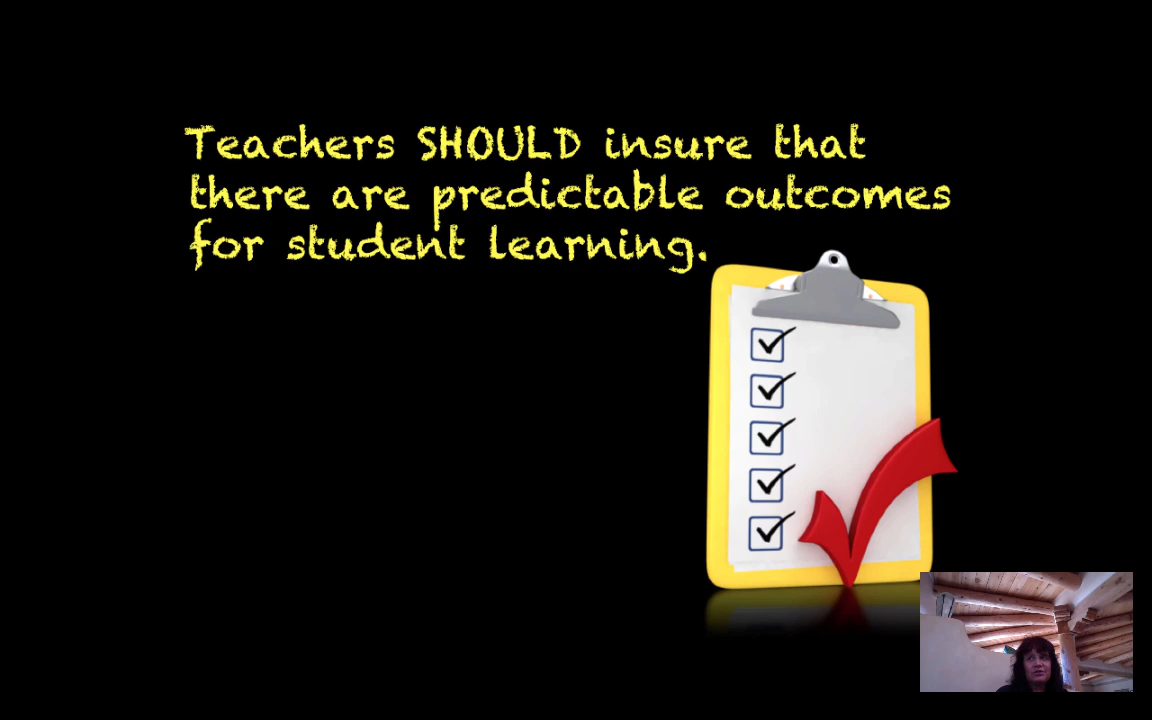 Teachers SHOULD insure that
there are predictable outcomes
for student learning.